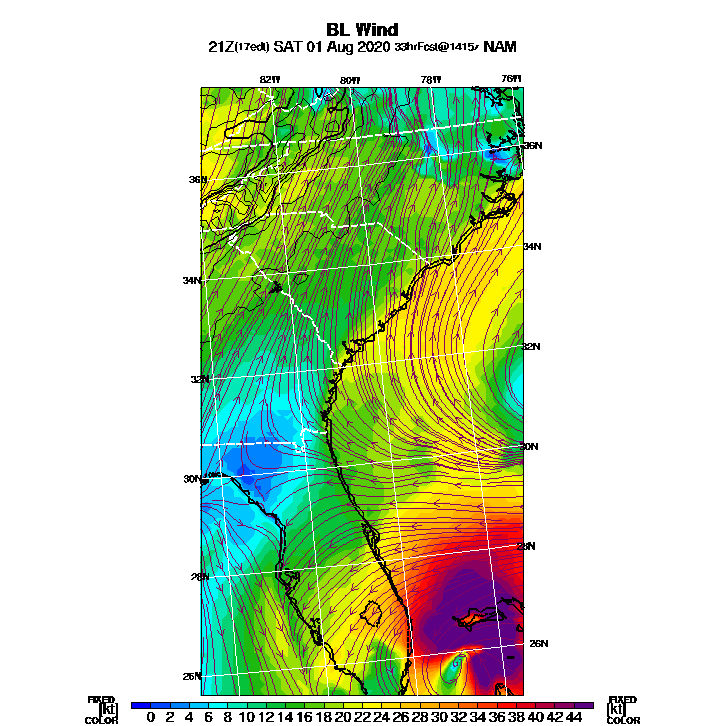 BL Wind
21Z(17edt) SAT 01 Aug 2020 33hrFcst@1415z NAM
82W 80W 78W 76W
36N
36N
34N
34N
32N
32N
30N
30N
28N
28N
26N
26N
FIXED FIXED
[kt] [kt]
COLOR COLOR
0 2 4 6 8 10 12 14 16 18 20 22 24 26 28 30 32 34 36 38 40 42 44